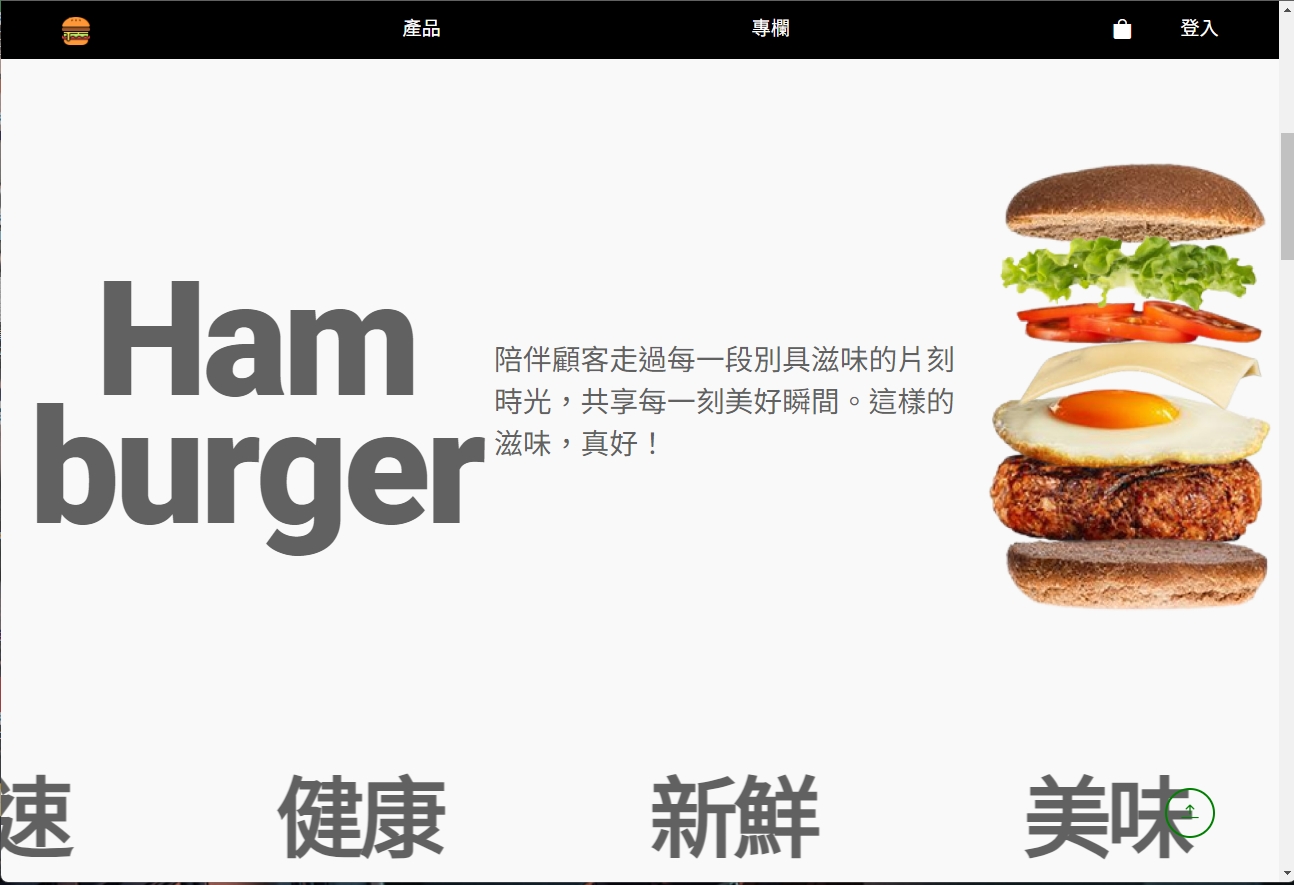 產品
專欄
登入
Ham
burger
陪伴顧客走過每一段別具滋味的片刻
時光，共享每一刻美好瞬間。這樣的
滋味，真好！
速 健康 新鮮 美味